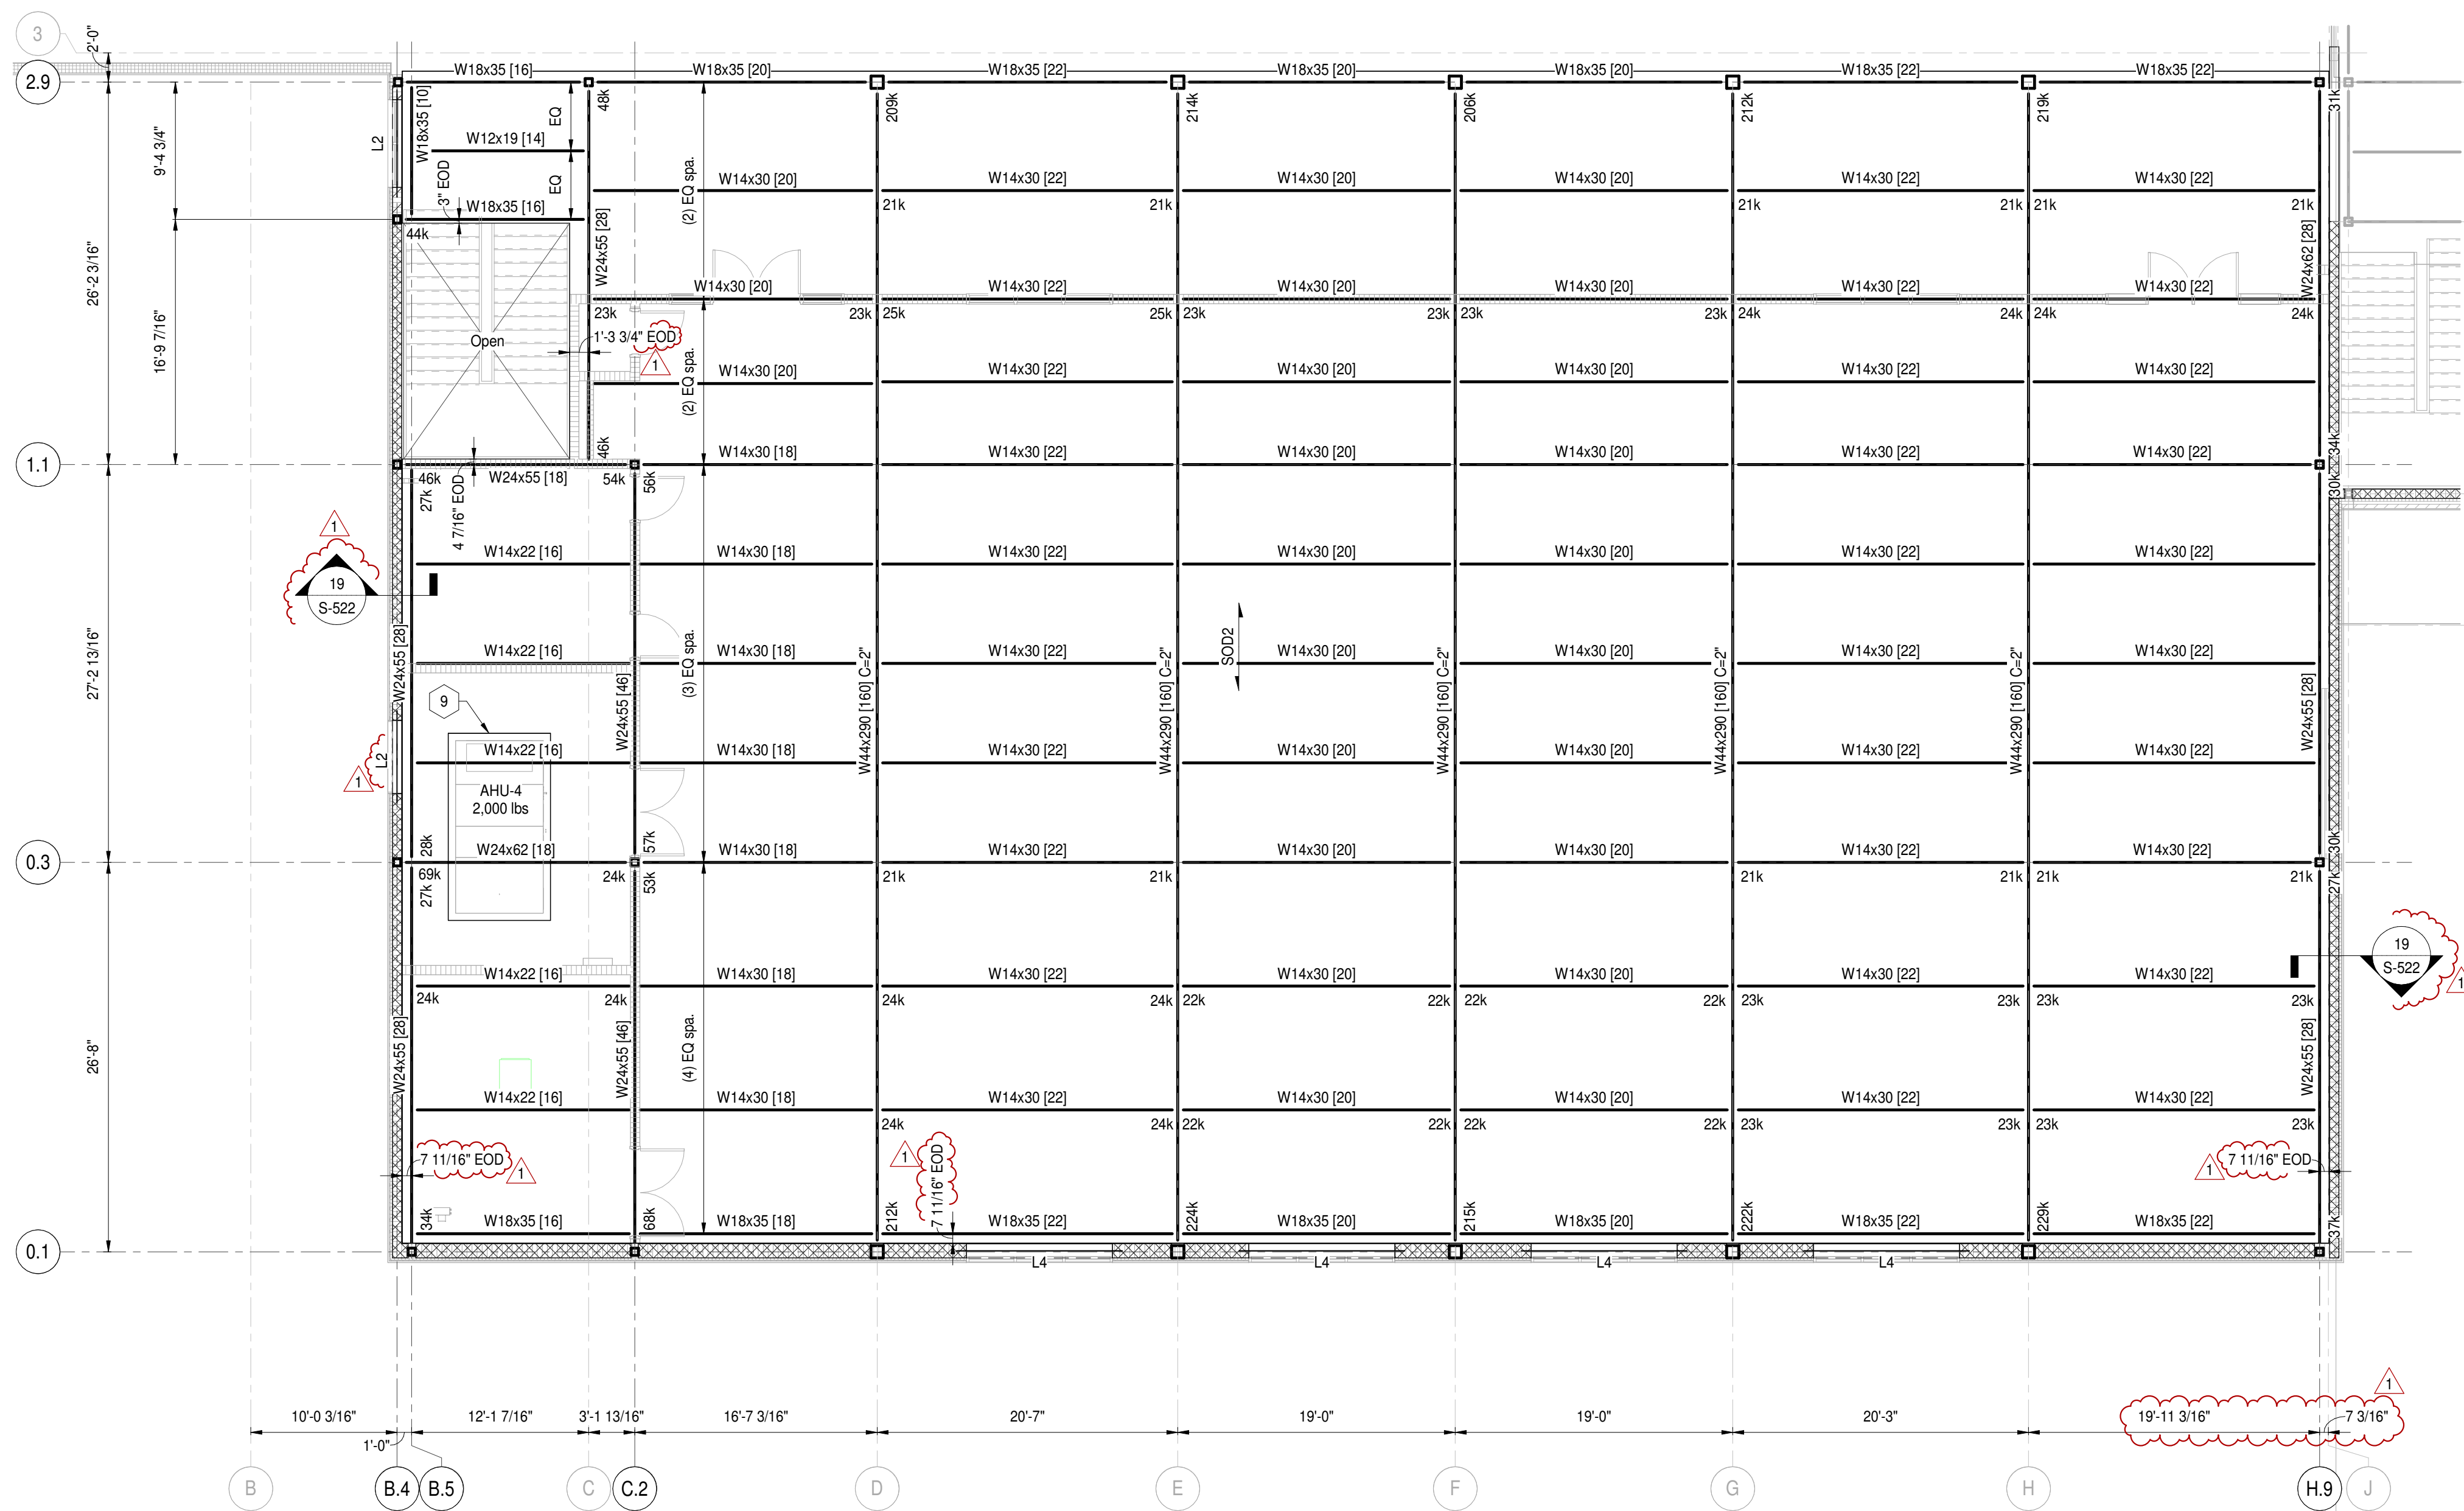 3
2'-0"
2.9
W18x35 [16]
W18x35 [20]
W18x35 [22]
W18x35 [20]
W18x35 [20]
W18x35 [22]
W18x35 [22]
48k
209k
214k
206k
212k
219k
31k
L2
W18x35 [10]
W12x19 [14]
EQ
EQ
3" EOD
W18x35 [16]
44k
9'-4 3/4"
26'-2 3/16"
16'-9 7/16"
(2) EQ spa.
W14x30 [20]
W14x30 [22]
W14x30 [20]
W14x30 [20]
W14x30 [22]
W14x30 [22]
21k
21k
21k
21k
21k
21k
W24x55 [28]
W24x62 [28]
W14x30 [20]
W14x30 [22]
W14x30 [20]
W14x30 [20]
W14x30 [22]
W14x30 [22]
23k
23k
25k
25k
23k
23k
23k
23k
24k
24k
24k
24k
Open
1'-3 3/4" EOD
1
(2) EQ spa.
W14x30 [20]
W14x30 [22]
W14x30 [20]
W14x30 [20]
W14x30 [22]
W14x30 [22]
46k
34k
1.1
W14x30 [18]
W14x30 [22]
W14x30 [20]
W14x30 [20]
W14x30 [22]
W14x30 [22]
46k
W24x55 [18]
54k
56k
27k
4 7/16" EOD
30k
1
19
S-522
W14x22 [16]
W14x30 [18]
W14x30 [22]
W14x30 [20]
W14x30 [20]
W14x30 [22]
W14x30 [22]
27'-2 13/16"
W24x55 [28]
(3) EQ spa.
SOD2
W14x22 [16]
W14x30 [18]
W14x30 [22]
W14x30 [20]
W14x30 [20]
W14x30 [22]
W14x30 [22]
9
W24x55 [46]
W44x290 [160] C=2"
W44x290 [160] C=2"
W44x290 [160] C=2"
W44x290 [160] C=2"
W44x290 [160] C=2"
W24x55 [28]
L2
1
W14x22 [16]
W14x30 [18]
W14x30 [22]
W14x30 [20]
W14x30 [20]
W14x30 [22]
W14x30 [22]
AHU-4
2,000 lbs
28k
57k
30k
0.3
W24x62 [18]
W14x30 [18]
W14x30 [22]
W14x30 [20]
W14x30 [20]
W14x30 [22]
W14x30 [22]
69k
24k
21k
21k
21k
21k
21k
21k
27k
53k
27k
19
S-522
1
W14x22 [16]
W14x30 [18]
W14x30 [22]
W14x30 [20]
W14x30 [20]
W14x30 [22]
W14x30 [22]
24k
24k
24k
24k
22k
22k
22k
22k
23k
23k
23k
23k
26'-8"
W24x55 [28]
W24x55 [46]
(4) EQ spa.
W24x55 [28]
W14x22 [16]
W14x30 [18]
W14x30 [22]
W14x30 [20]
W14x30 [20]
W14x30 [22]
W14x30 [22]
24k
24k
22k
22k
22k
22k
23k
23k
23k
23k
7 11/16" EOD
1
1
7 11/16" EOD
1
7 11/16" EOD
34k
68k
212k
224k
215k
222k
229k
37k
W18x35 [16]
W18x35 [18]
W18x35 [22]
W18x35 [20]
W18x35 [20]
W18x35 [22]
W18x35 [22]
0.1
L4
L4
L4
L4
1
10'-0 3/16"
1'-0"
12'-1 7/16"
3'-1 13/16"
16'-7 3/16"
20'-7"
19'-0"
19'-0"
20'-3"
19'-11 3/16"
7 3/16"
B
B.4
B.5
C
C.2
D
E
F
G
H
H.9
J